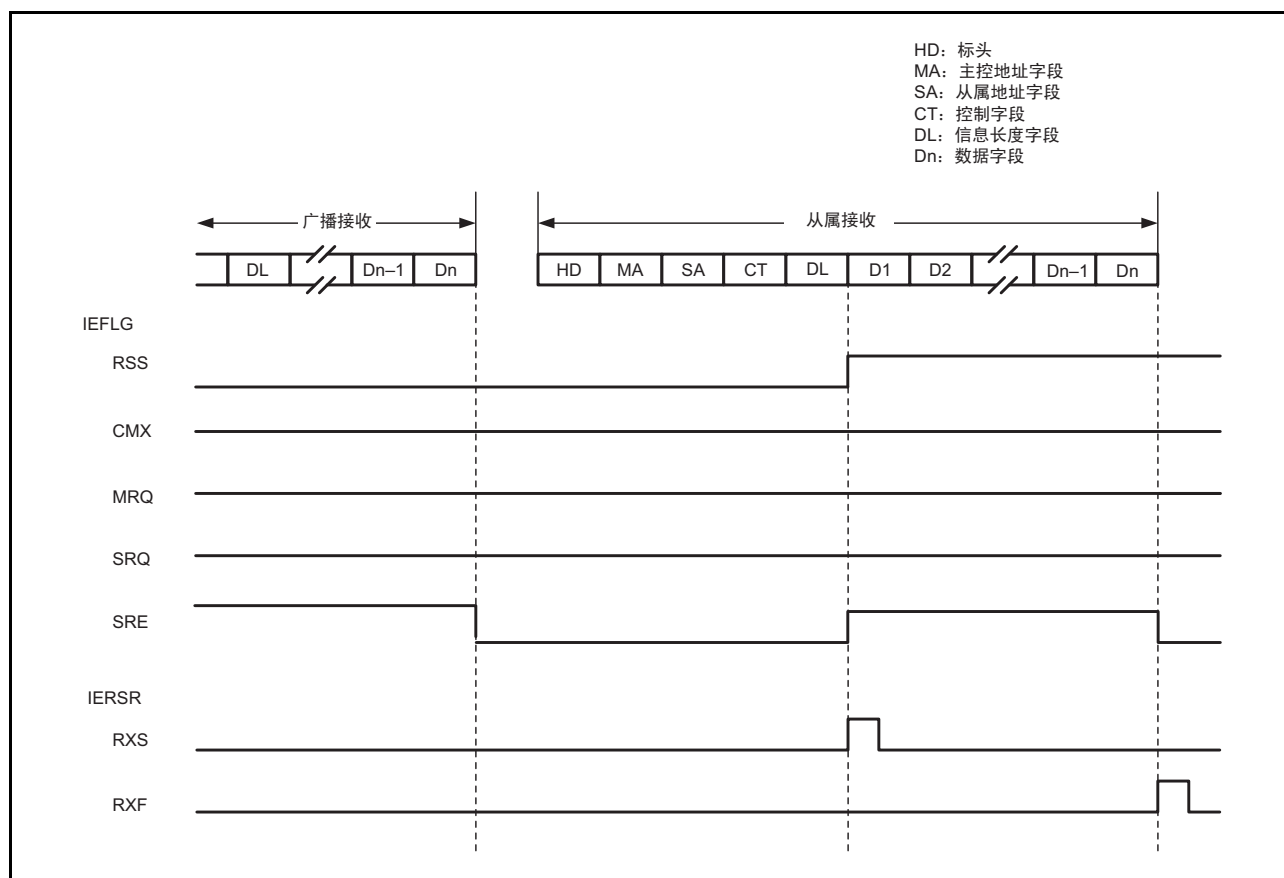 HD：标头
MA：主控地址字段
SA：从属地址字段
CT：控制字段
DL：信息长度字段
Dn：数据字段
广播接收
从属接收
DL Dn–1 Dn HD MA SA CT DL D1 D2 Dn–1 Dn
IEFLG
RSS
CMX
MRQ
SRQ
SRE
IERSR
RXS
RXF